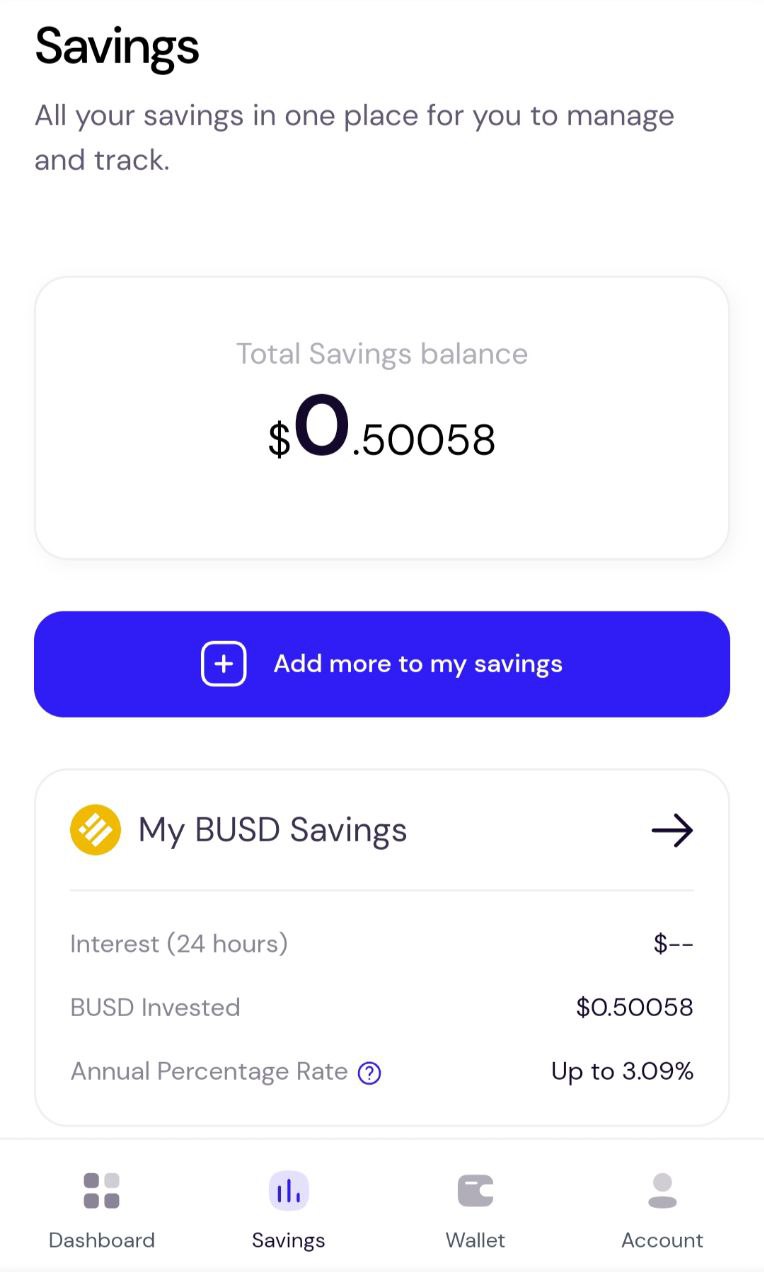 Savings
All your savings in one place for you to manage
and track.
Total Savings balance
$0.50058
Add more to my savings
My BUSD Savings
Interest (24 hours) $--
BUSD Invested $0.50058
Annual Percentage Rate ? Up to 3.09%
Dashboard Savings Wallet Account